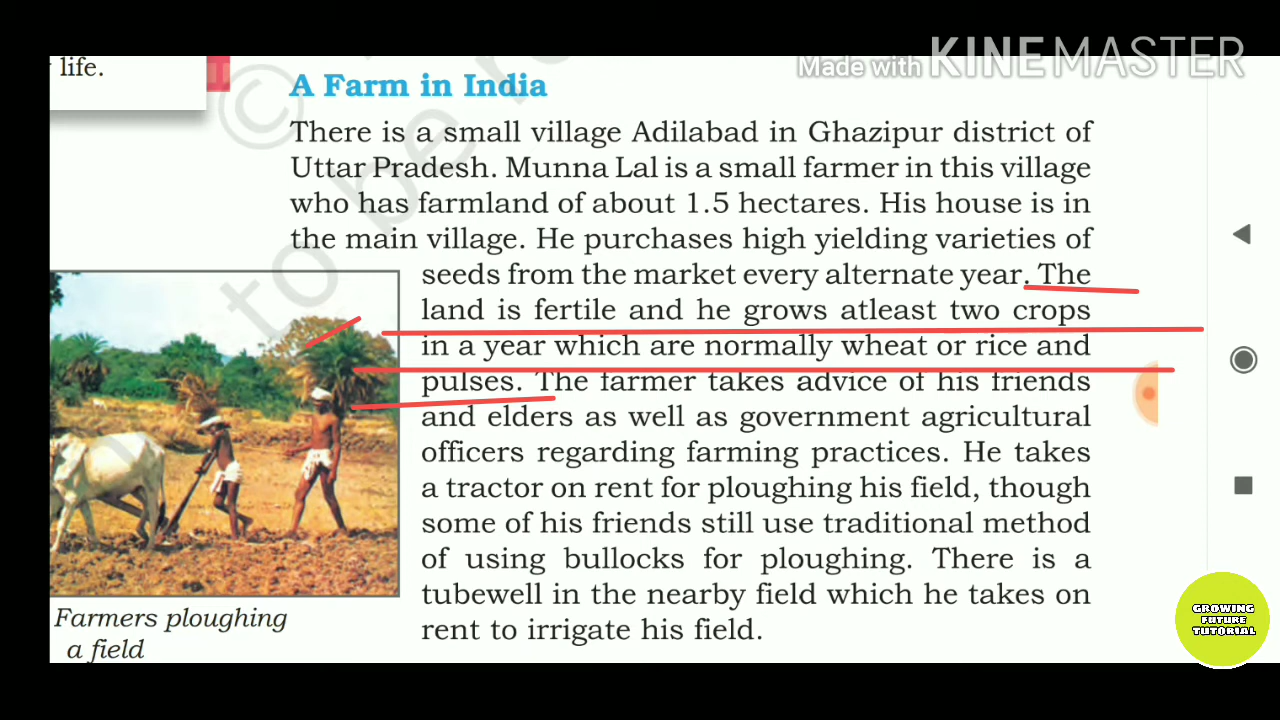 life.
Made with KINEMASTER
A Farm in India
There is a small village Adilabad in Ghazipur district of
Uttar Pradesh. Munna Lal is a small farmer in this village
who has farmland of about 1.5 hectares. His house is in
the main village. He purchases high yielding varieties of
seeds from the market every alternate year. The
land is fertile and he grows atleast two crops
in a year which are normally wheat or rice and
pulses. The farmer takes advice of his friends
and elders as well as government agricultural
officers regarding farming practices. He takes
a tractor on rent for ploughing his field, though
some of his friends still use traditional method
of using bullocks for ploughing. There is a
tubewell in the nearby field which he takes on
rent to irrigate his field.
Farmers ploughing
a field
GROWING
FUTURE
TUTORIAL
©
to be